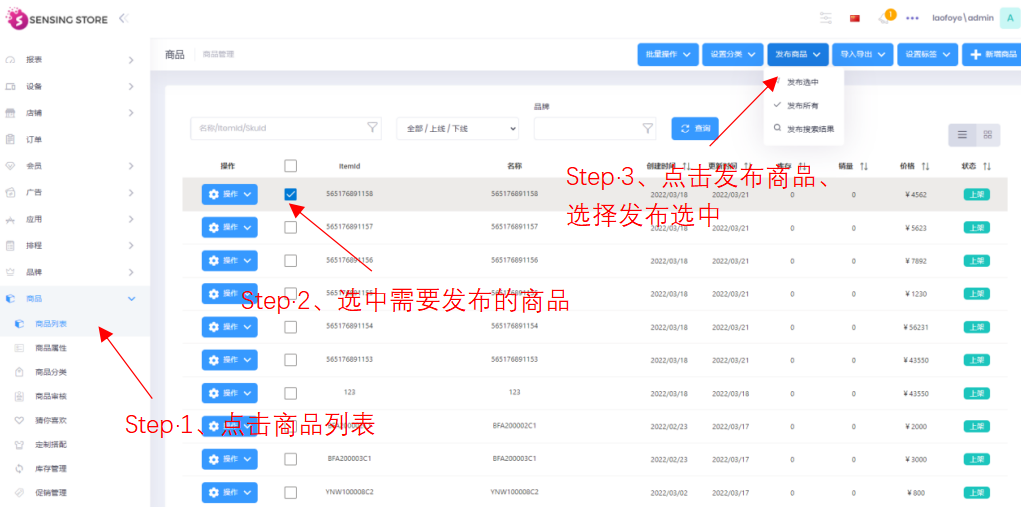 SENSING STORE
1
laofoye\admin
A
报表
设备
店铺
订单
会员
广告
应用
排程
品牌
商品
商品列表
商品属性
商品分类
商品审核
猜你喜欢
定制搭配
库存管理
促销管理
商品 商品管理
批量操作 设置分类 发布商品 导入导出 设置标签 新增商品
发布选中
发布所有
发布搜索结果
品牌
名称/ItemId/SkuId 全部 / 上线 / 下线 查询
操作 ItemId 名称 创建时间 更新时间 库存 销量 价格 状态
操作 565176891158 565176891158 2022/03/18 2022/03/21 0 0 ¥4562 上架
操作 565176891157 565176891157 2022/03/18 2022/03/21 0 0 ¥5623 上架
操作 565176891156 565176891156 2022/03/18 2022/03/21 0 0 ¥7892 上架
操作 2022/03/18 2022/03/21 0 0 ¥1230 上架
操作 565176891154 565176891154 2022/03/18 2022/03/21 0 0 ¥56231 上架
操作 565176891153 565176891153 2022/03/18 2022/03/21 0 0 ¥43550 上架
操作 123 123 2022/03/18 2022/03/18 0 0 ¥43550 上架
操作 BFA200002C1 2022/02/23 2022/03/17 0 0 ¥2000 上架
操作 BFA200003C1 BFA200003C1 2022/02/23 2022/03/17 0 0 ¥3000 上架
操作 YNW100008C2 YNW100008C2 2022/03/02 2022/03/17 0 0 ¥800 上架
Step·3、点击发布商品、
选择发布选中
Step·2、选中需要发布的商品
Step·1、点击商品列表